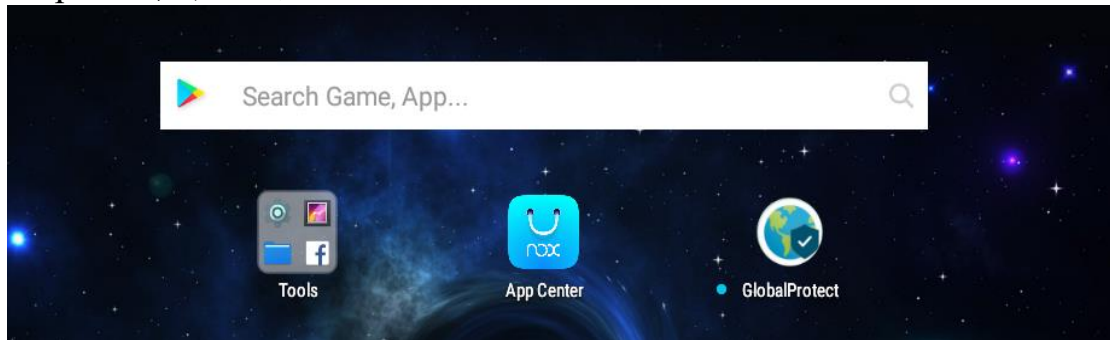 Search Game, App...
nox
Tools
App Center
GlobalProtect